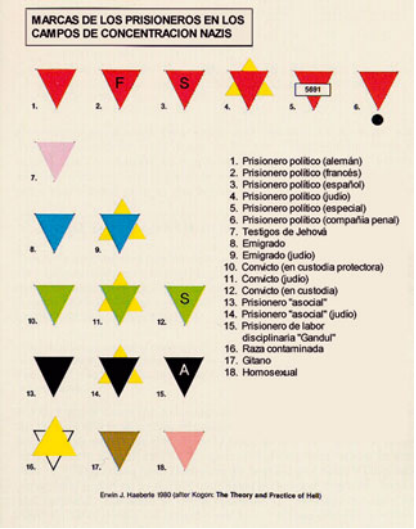 MARCAS DE LOS PRISIONEROS EN LOS
CAMPOS DE CONCENTRACION NAZIS
F
S
5691
1.
2.
3.
4.
5.
6.
7.
8.
9.
S
10.
11.
12.
A
13.
14.
15.
16.
17.
18.
1. Prisionero político (alemán)
2. Prisionero político (francés)
3. Prisionero político (español)
4. Prisionero político (judio)
5. Prisionero político (especial)
6. Prisionero político (compañia penal)
7. Testigos de Jehová
8. Emigrado
9. Emigrado (judio)
10. Convicto (en custodia protectora)
11. Convicto (judio)
12. Convicto (en custodia)
13. Prisionero "asocial"
14. Prisionero "asocial" (judio)
15. Prisionero de labor
disciplinaria "Gandul"
16. Raza contaminada
17. Gitano
18. Homosexual
Erwin J. Haeberle 1980 (after Kogon: The Theory and Practice of Hell)